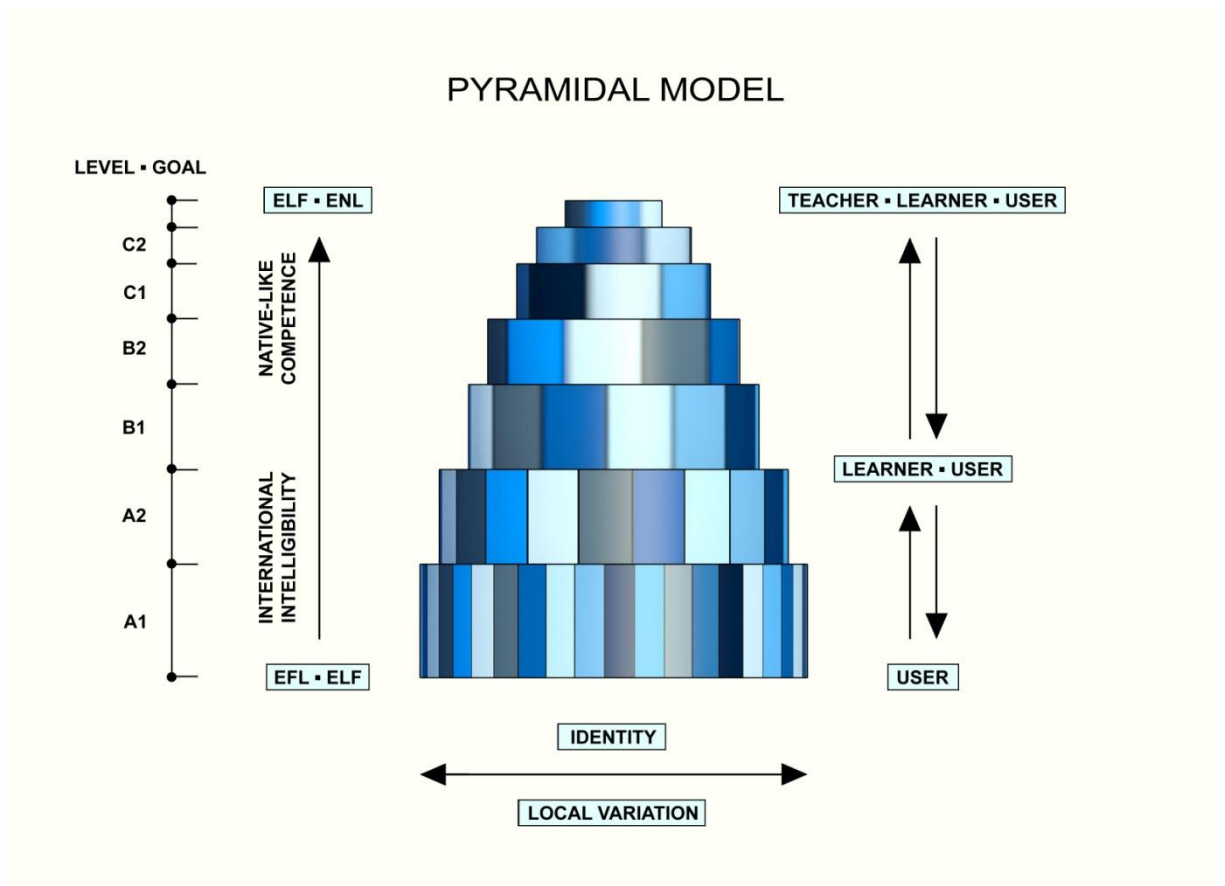 PYRAMIDAL MODEL
LEVEL ▪ GOAL
C2
C1
B2
B1
A2
A1
ELF ▪ ENL
NATIVE-LIKE
COMPETENCE
INTERNATIONAL
INTELLIGIBILITY
EFL ▪ ELF
TEACHER ▪ LEARNER ▪ USER
LEARNER ▪ USER
USER
IDENTITY
LOCAL VARIATION